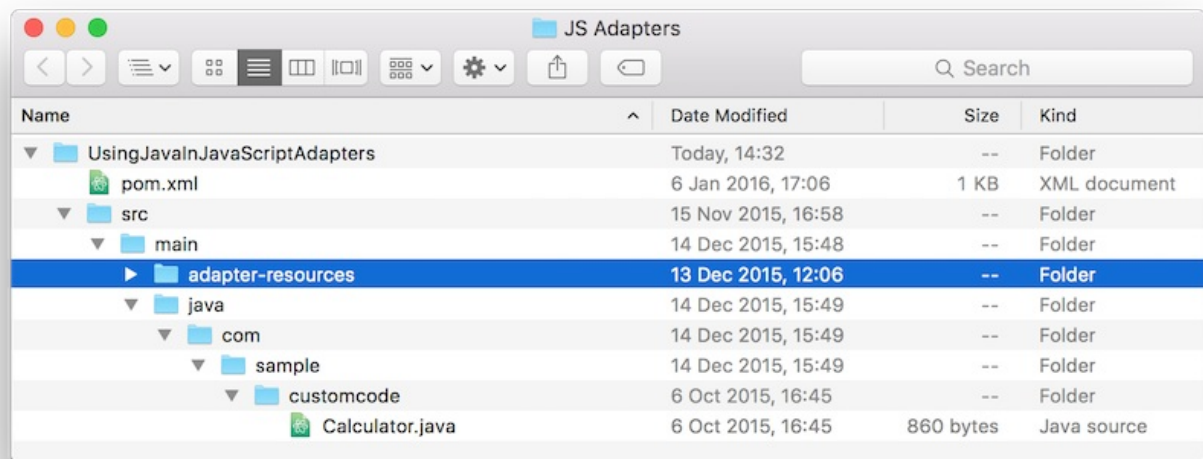 JS Adapters
Search
Name Date Modified Size Kind
UsingJavaInJavaScriptAdapters Today, 14:32 -- Folder
pom.xml 6 Jan 2016, 17:06 1 KB XML document
src 15 Nov 2015, 16:58 -- Folder
main 14 Dec 2015, 15:48 -- Folder
adapter-resources 13 Dec 2015, 12:06 -- Folder
java 14 Dec 2015, 15:49 -- Folder
com 14 Dec 2015, 15:49 -- Folder
sample 14 Dec 2015, 15:49 -- Folder
customcode 6 Oct 2015, 16:45 -- Folder
Calculator.java 6 Oct 2015, 16:45 860 bytes Java source